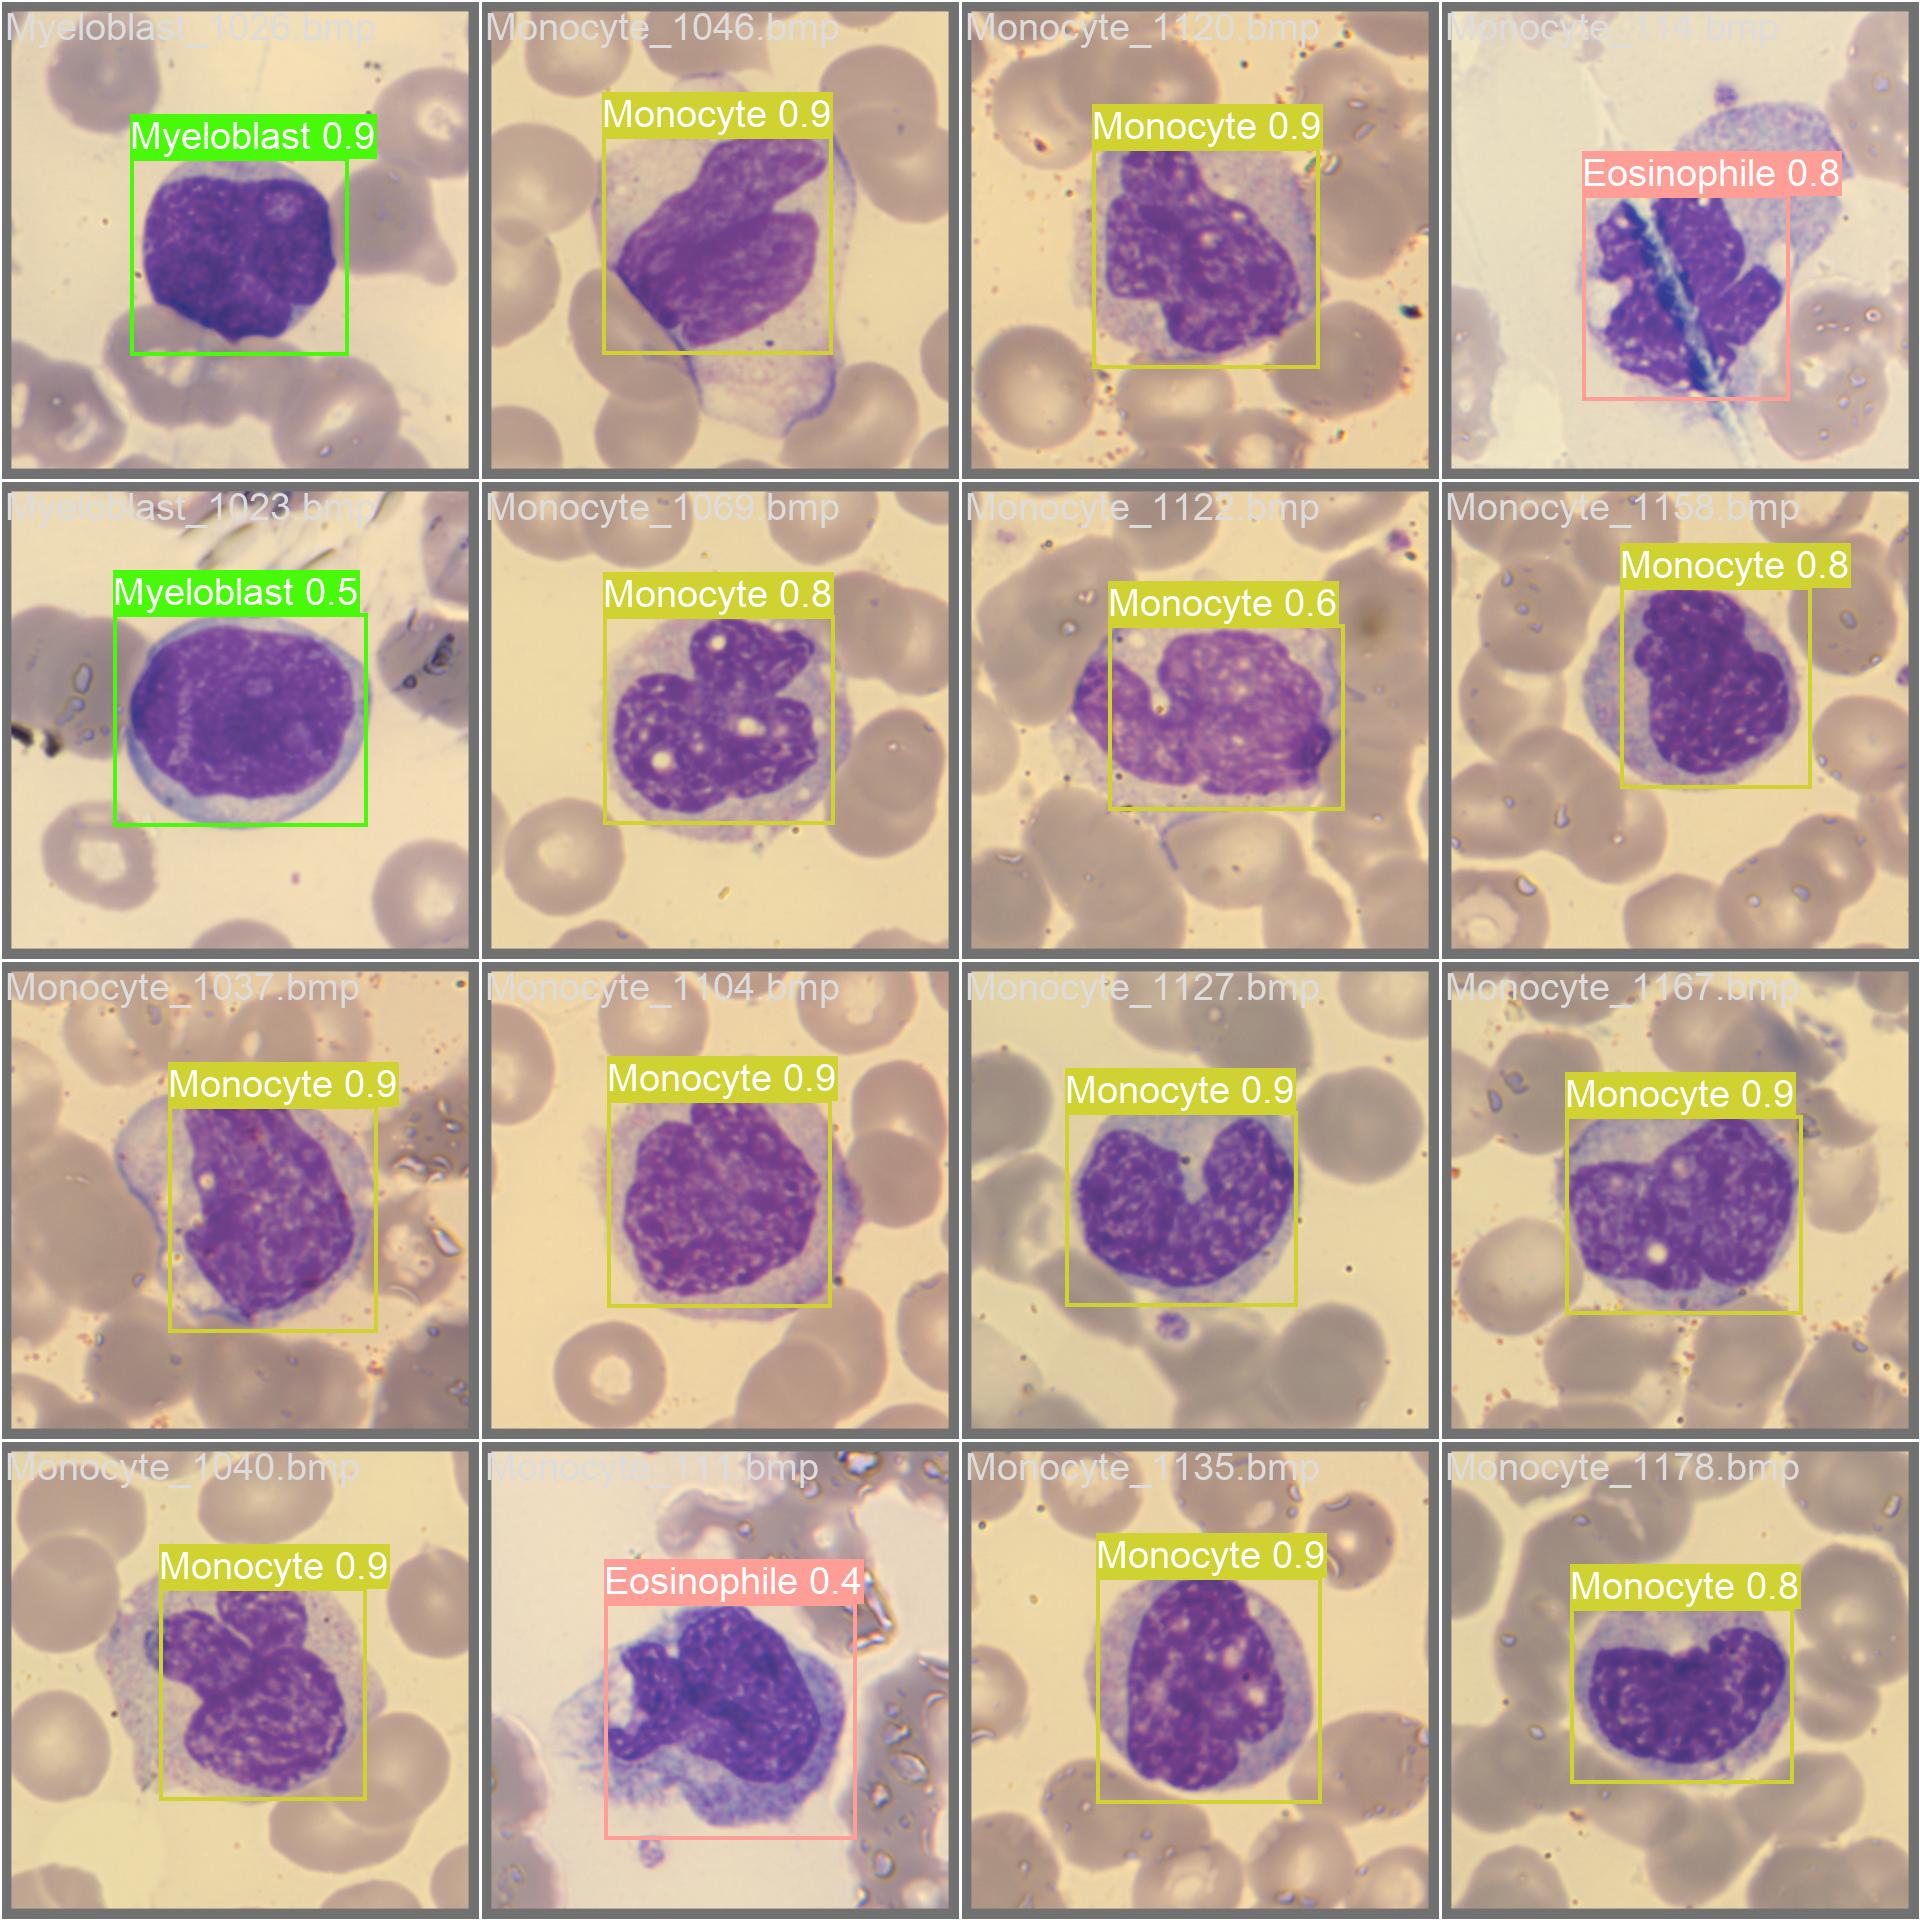 Myeloblast_1026.bmp
Myeloblast 0.9
Monocyte_1046.bmp
Monocyte 0.9
Monocyte_1120.bmp
Monocyte 0.9
Monocyte_114.bmp
Eosinophile 0.8
Myeloblast_1023.bmp
Myeloblast 0.5
Monocyte_1069.bmp
Monocyte 0.8
Monocyte_1122.bmp
Monocyte 0.6
Monocyte_1158.bmp
Monocyte 0.8
Monocyte_1037.bmp
Monocyte 0.9
Monocyte_1104.bmp
Monocyte 0.9
Monocyte_1127.bmp
Monocyte 0.9
Monocyte_1167.bmp
Monocyte 0.9
Monocyte_1040.bmp
Monocyte 0.9
Monocyte_111.bmp
Eosinophile 0.4
Monocyte_1135.bmp
Monocyte 0.9
Monocyte_1178.bmp
Monocyte 0.8